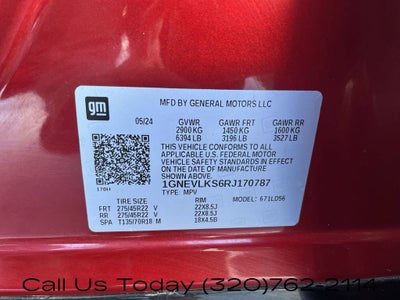 gm
MFD BY GENERAL MOTORS LLC
05/24 GVWR GAWR FRT GAWR RR
2900 KG 1450 KG 1600 KG
6394 LB 3196 LB 3527 LB
THIS VEHICLE CONFORMS TO ALL
APPLICABLE U.S. FEDERAL MOTOR
VEHICLE SAFETY STANDARDS IN
EFFECT ON THE DATE OF
MANUFACTURE SHOWN ABOVE.
1GNEVLKS6RJ170787
TYPE: MPV MODEL: 671LD56
170H
TIRE SIZE RIM
FRT 275/45R22 V 22X8.5J
RR 275/45R22 V 22X8.5J
SPA T135/70R18 M 18X4.5B
Call Us Today (320)762-2114